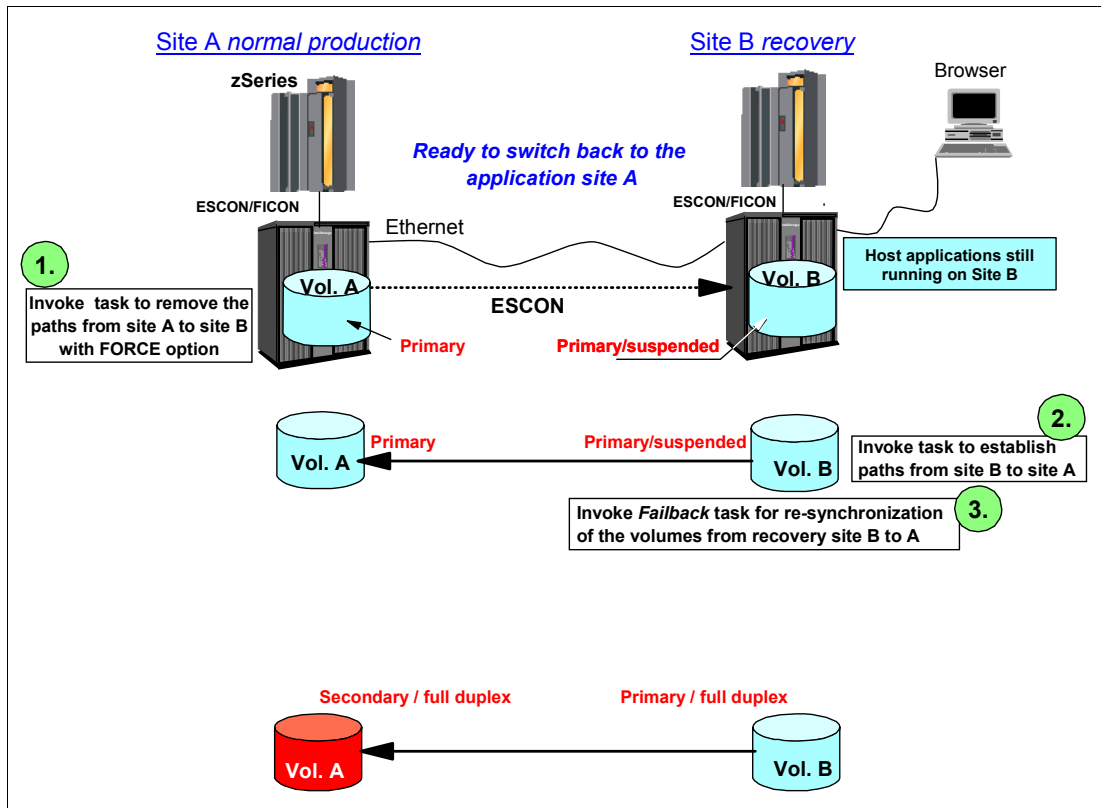 Site A normal production
Site B recovery
zSeries
Browser
Ready to switch back to the
application site A
ESCON/FICON
ESCON/FICON
Ethernet
1.
Invoke task to remove the
paths from site A to site B
with FORCE option
Vol. A
Vol. B
Host applications still
running on Site B
ESCON
Primary
Primary/suspended
2.
Primary
Primary/suspended
Vol. A
Vol. B
Invoke task to establish
paths from site B to site A
3.
Invoke Failback task for re-synchronization
of the volumes from recovery site B to A
Secondary / full duplex
Primary / full duplex
Vol. A
Vol. B